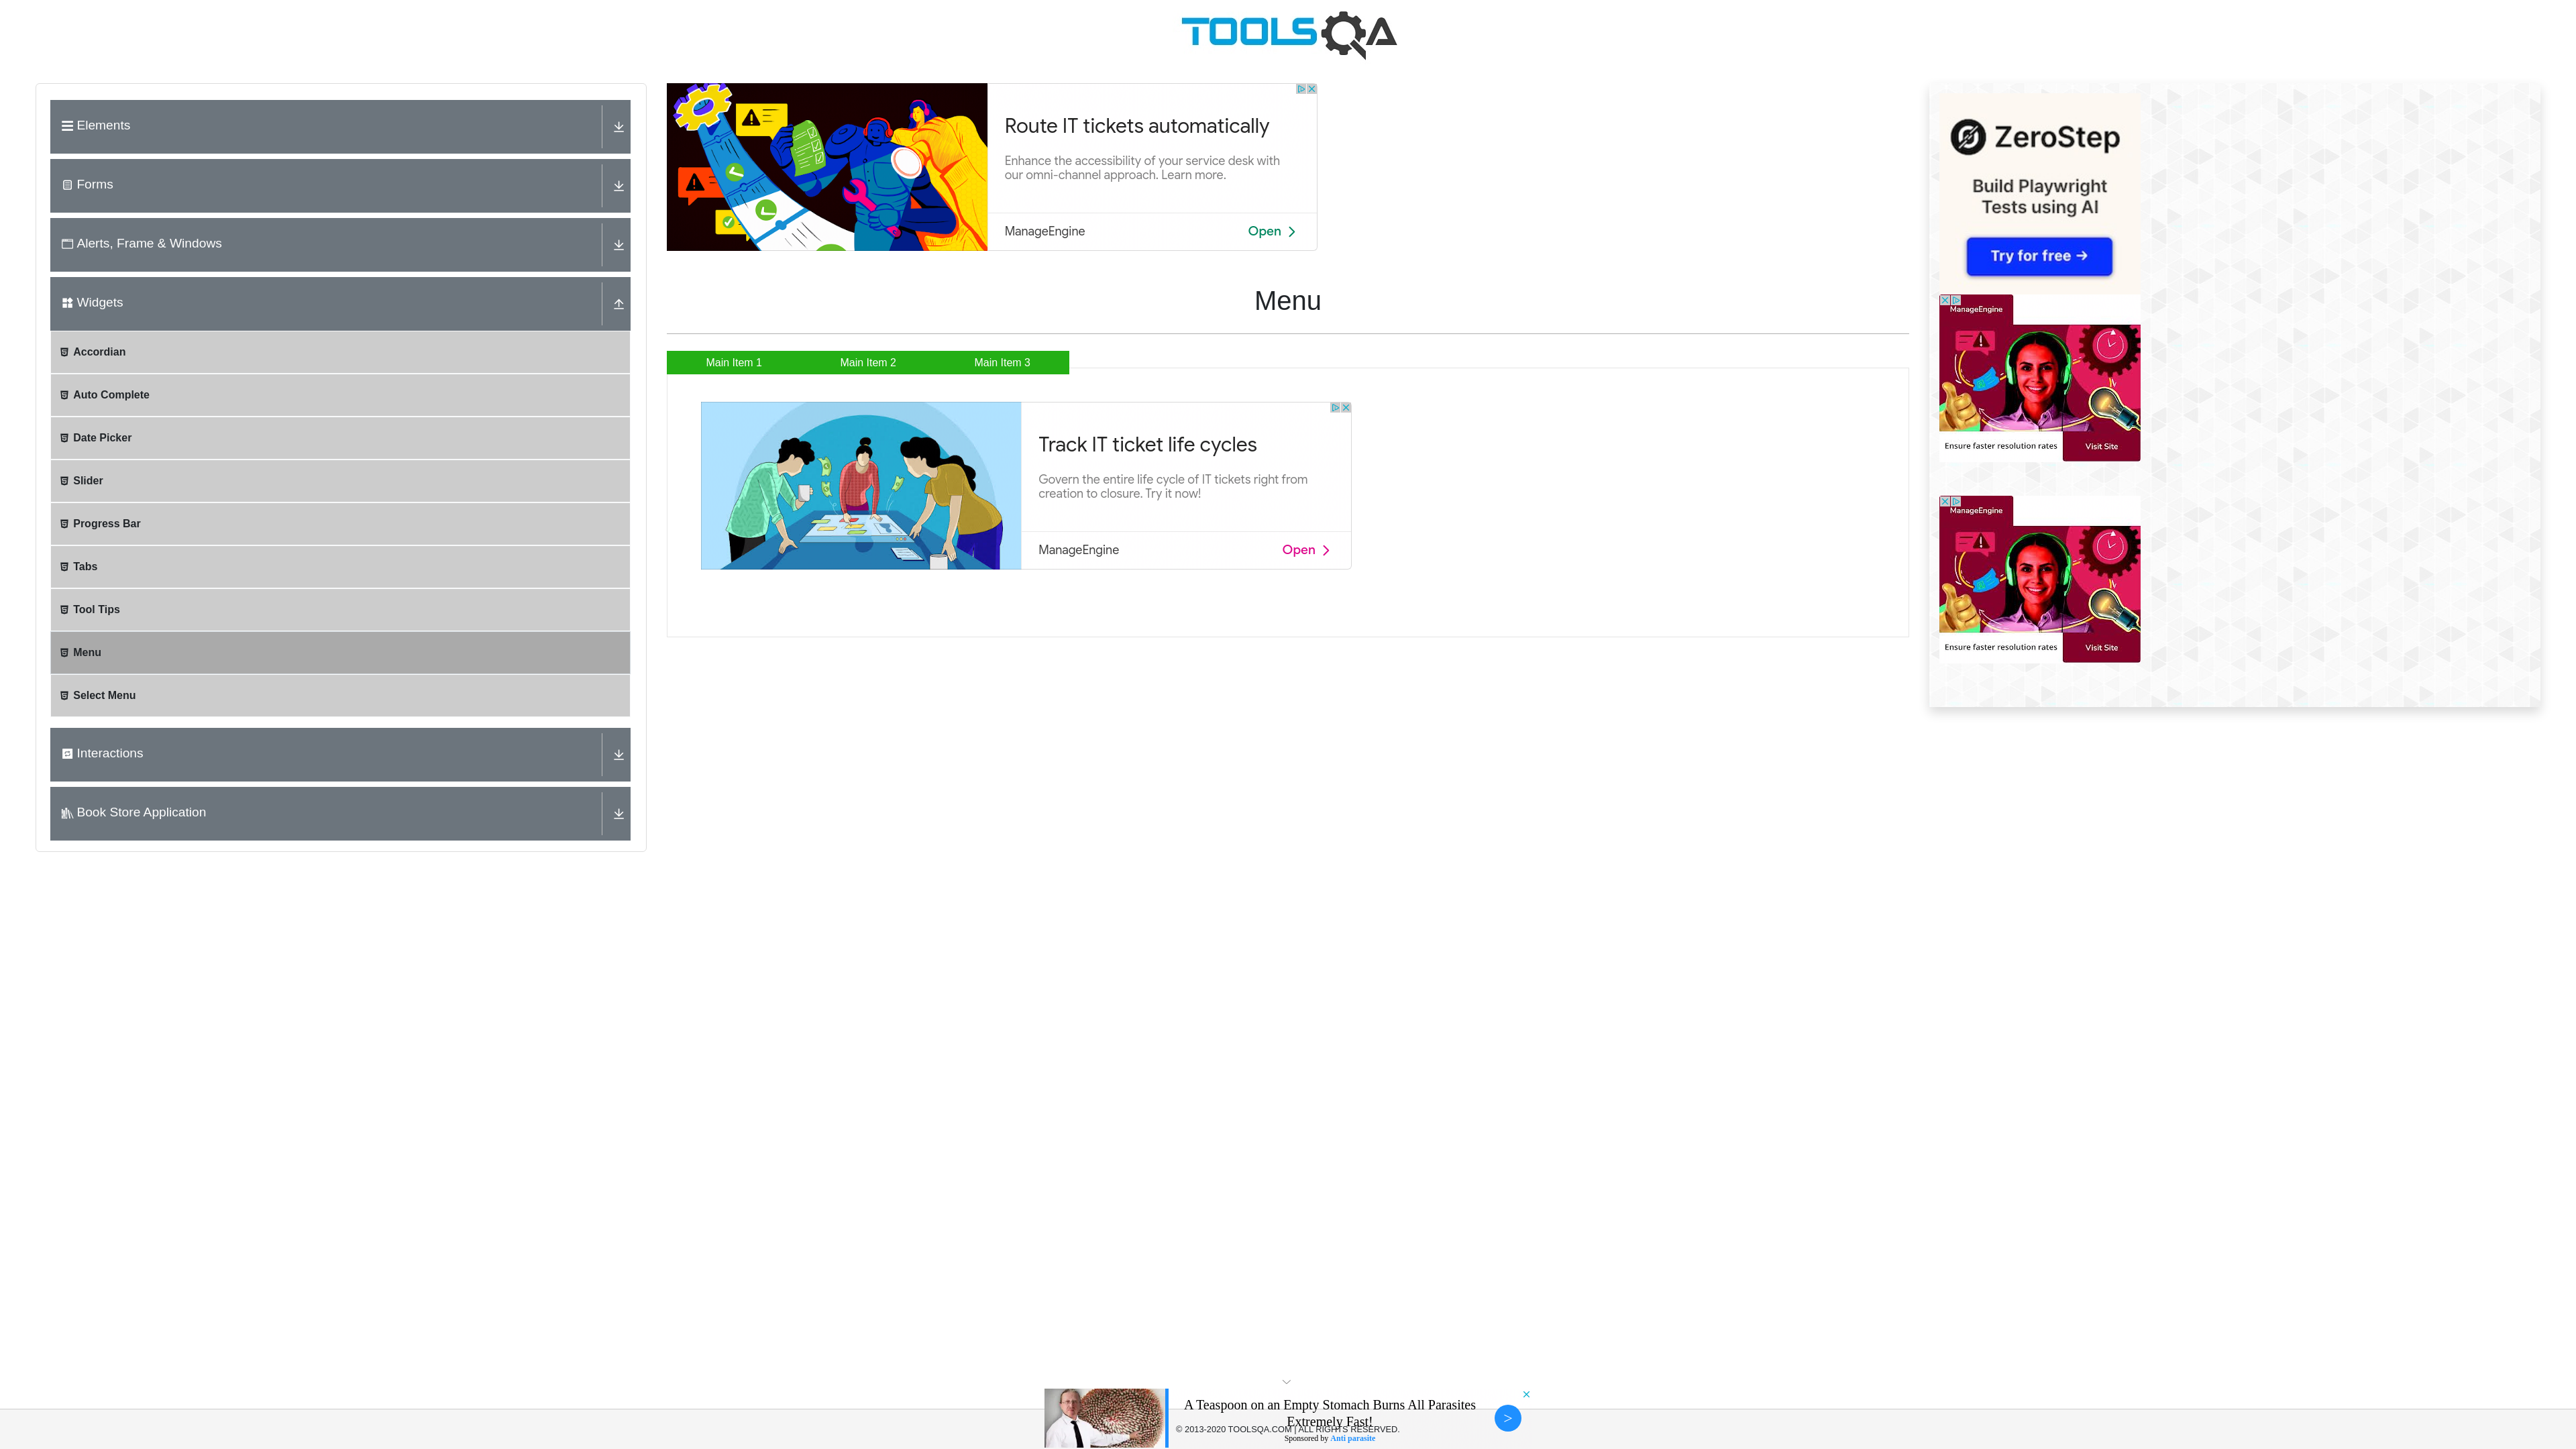 TOOLSQA
Elements
Forms
Alerts, Frame & Windows
Widgets
Accordian
Auto Complete
Date Picker
Slider
Progress Bar
Tabs
Tool Tips
Menu
Select Menu
Interactions
Book Store Application
Route IT tickets automatically
Enhance the accessibility of your service desk with
our omni-channel approach. Learn more.
ManageEngine
Open
Menu
Main Item 1 Main Item 2 Main Item 3
Track IT ticket life cycles
Govern the entire life cycle of IT tickets right from
creation to closure. Try it now!
ManageEngine
Open
ZeroStep
Build Playwright
Tests using AI
Try for free →
ManageEngine
Ensure faster resolution rates
Visit Site
ManageEngine
Ensure faster resolution rates
Visit Site
A Teaspoon on an Empty Stomach Burns All Parasites
Extremely Fast!
© 2013-2020 TOOLSQA.COM | ALL RIGHTS RESERVED.
Sponsored by Anti parasite